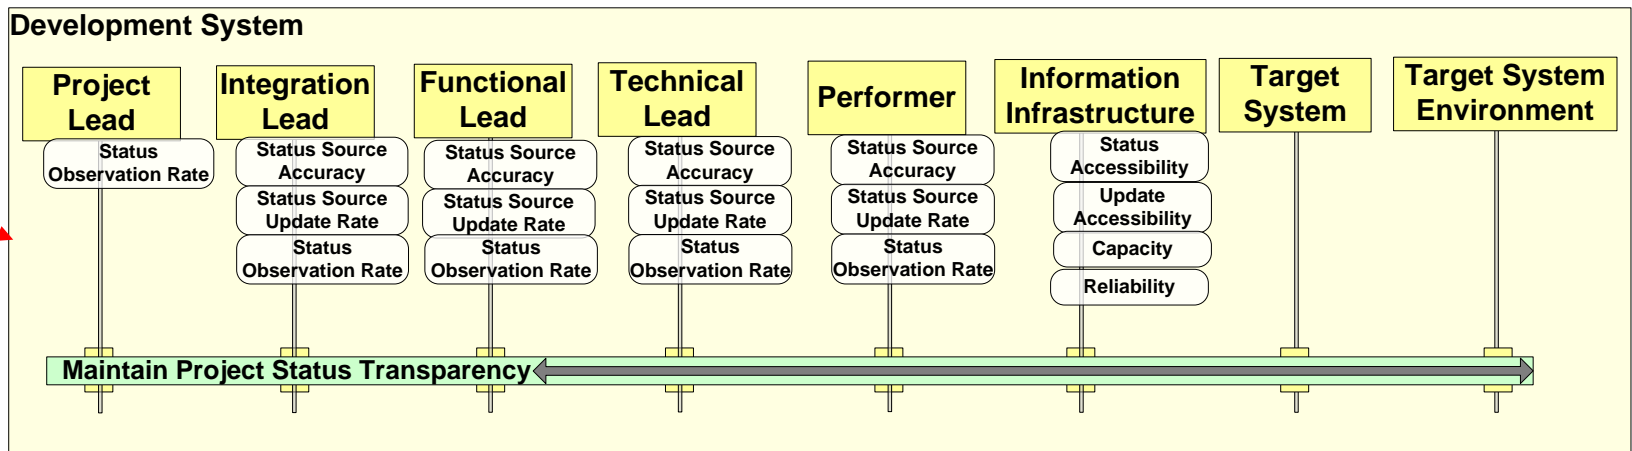 Development System
Project
Lead
Integration
Lead
Functional
Lead
Technical
Lead
Performer
Information
Infrastructure
Target
System
Target System
Environment
Status
Observation Rate
Status Source
Accuracy
Status Source
Update Rate
Status
Observation Rate
Status Source
Accuracy
Status Source
Update Rate
Status
Observation Rate
Status Source
Accuracy
Status Source
Update Rate
Status
Observation Rate
Status Source
Accuracy
Status Source
Update Rate
Status
Observation Rate
Status
Accessibility
Update
Accessibility
Capacity
Reliability
Maintain Project Status Transparency